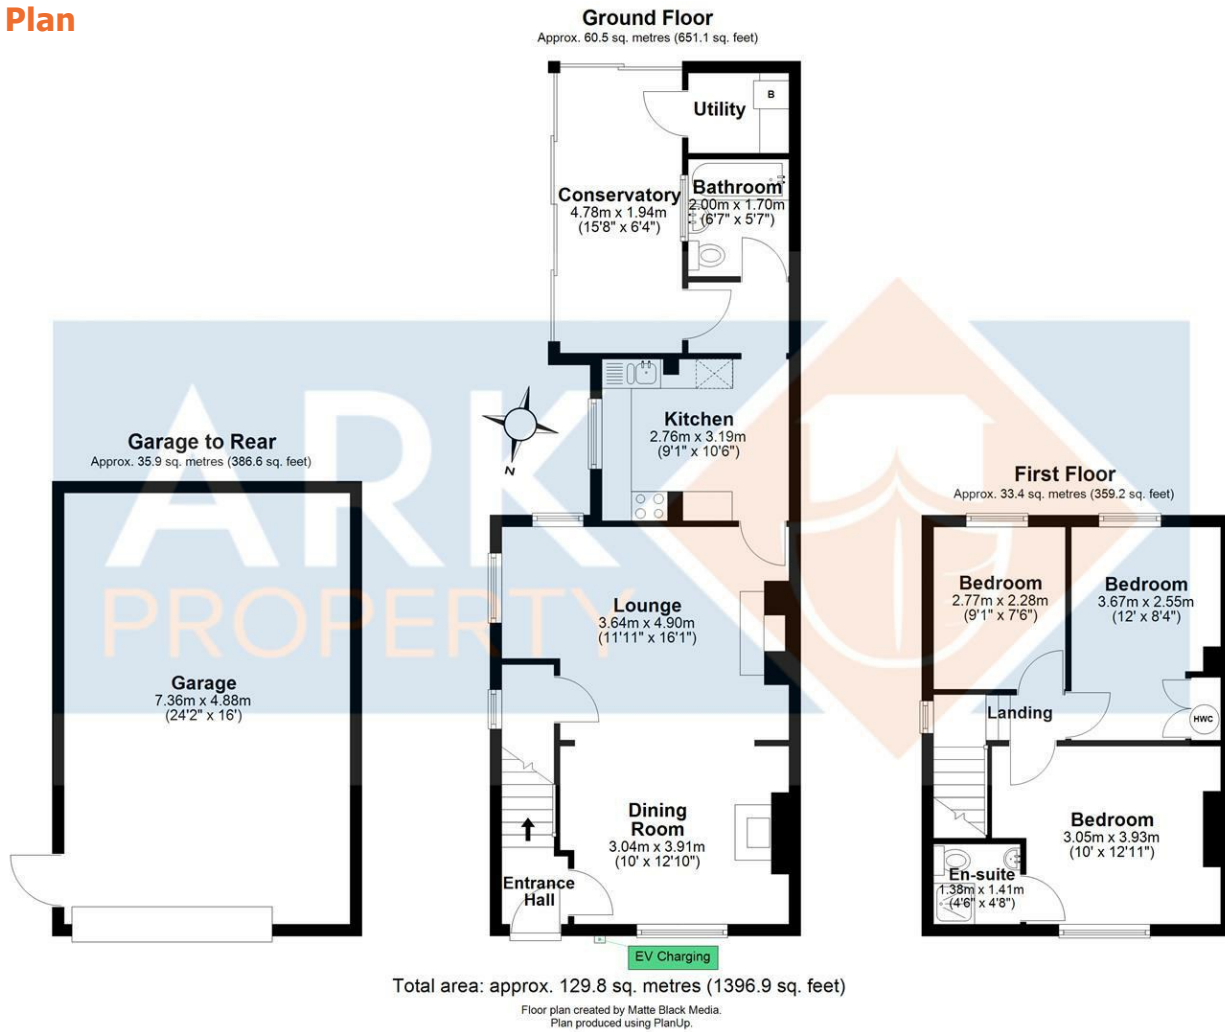 Plan
Ground Floor
Approx. 60.5 sq. metres (651.1 sq. feet)
Utility
B
Conservatory
4.78m x 1.94m
(15'8" x 6'4")
Bathroom
2.00m x 1.70m
(6'7" x 5'7")
Kitchen
2.76m x 3.19m
(9'1" x 10'6")
N
Lounge
3.64m x 4.90m
(11'11" x 16'1")
Dining
Room
3.04m x 3.91m
(10' x 12'10")
Entrance
Hall
EV Charging
Garage to Rear
Approx. 35.9 sq. metres (386.6 sq. feet)
Garage
7.36m x 4.88m
(24'2" x 16')
First Floor
Approx. 33.4 sq. metres (359.2 sq. feet)
Bedroom
2.77m x 2.28m
(9'1" x 7'6")
Bedroom
3.67m x 2.55m
(12' x 8'4")
Landing
HWC
Bedroom
3.05m x 3.93m
(10' x 12'11")
En-suite
1.38m x 1.41m
(4'6" x 4'8")
ARK
PROPERTY
Total area: approx. 129.8 sq. metres (1396.9 sq. feet)
Floor plan created by Matte Black Media.
Plan produced using PlanUp.